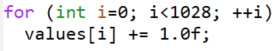 for (int i=0; i<1028; ++i)
  values[i] += 1.0f;